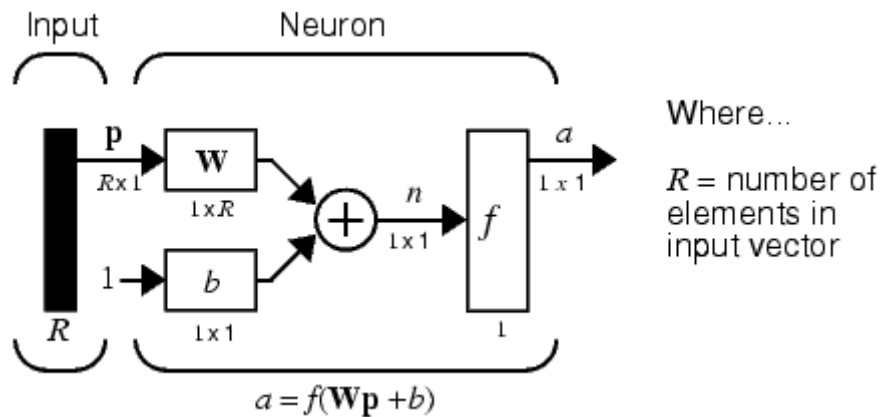 Input
Neuron
p
R x 1
W
1 x R
1
b
1 x 1
n
1 x 1
f
a
1 x 1
R
1
a = f(Wp +b)
Where...
R = number of
elements in
input vector